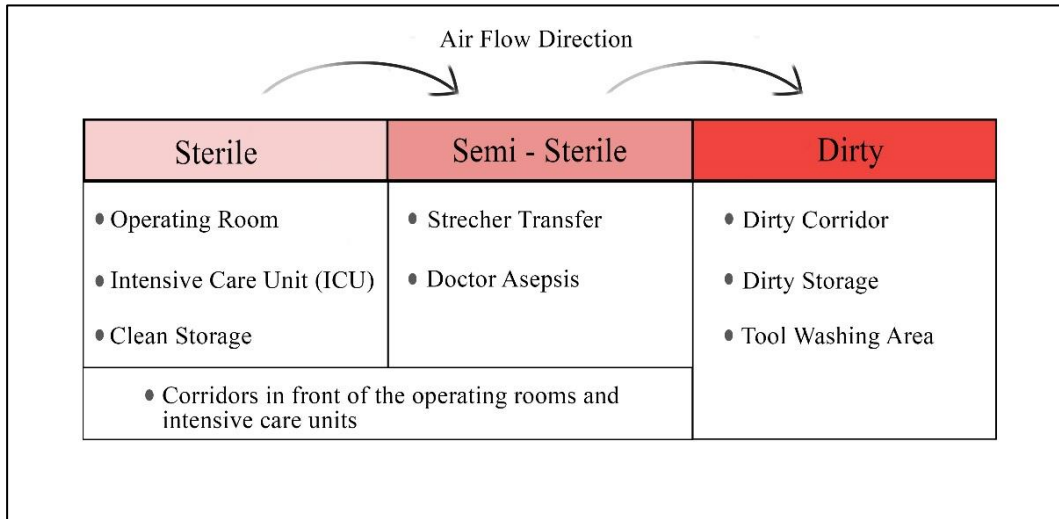 Air Flow Direction
Sterile
Semi - Sterile
Dirty
• Operating Room
• Intensive Care Unit (ICU)
• Clean Storage
• Strecher Transfer
• Doctor Asepsis
• Dirty Corridor
• Dirty Storage
• Tool Washing Area
• Corridors in front of the operating rooms and
intensive care units